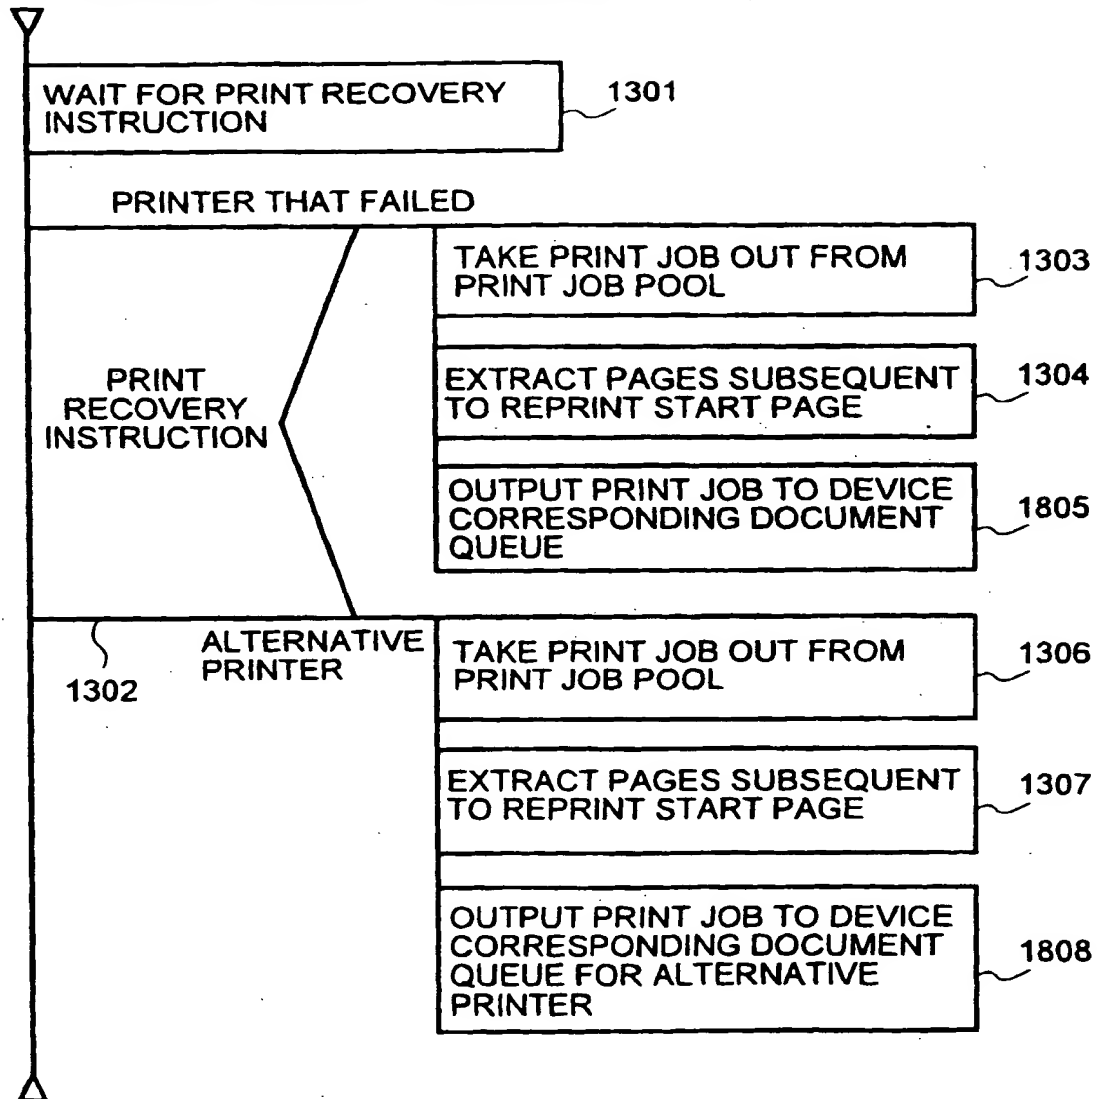 WAIT FOR PRINT RECOVERY
INSTRUCTION
1301
PRINTER THAT FAILED
TAKE PRINT JOB OUT FROM
PRINT JOB POOL
1303
PRINT
RECOVERY
INSTRUCTION
EXTRACT PAGES SUBSEQUENT
TO REPRINT START PAGE
1304
OUTPUT PRINT JOB TO DEVICE
CORRESPONDING DOCUMENT
QUEUE
1805
1302
ALTERNATIVE
PRINTER
TAKE PRINT JOB OUT FROM
PRINT JOB POOL
1306
EXTRACT PAGES SUBSEQUENT
TO REPRINT START PAGE
1307
OUTPUT PRINT JOB TO DEVICE
CORRESPONDING DOCUMENT
QUEUE FOR ALTERNATIVE
PRINTER
1808